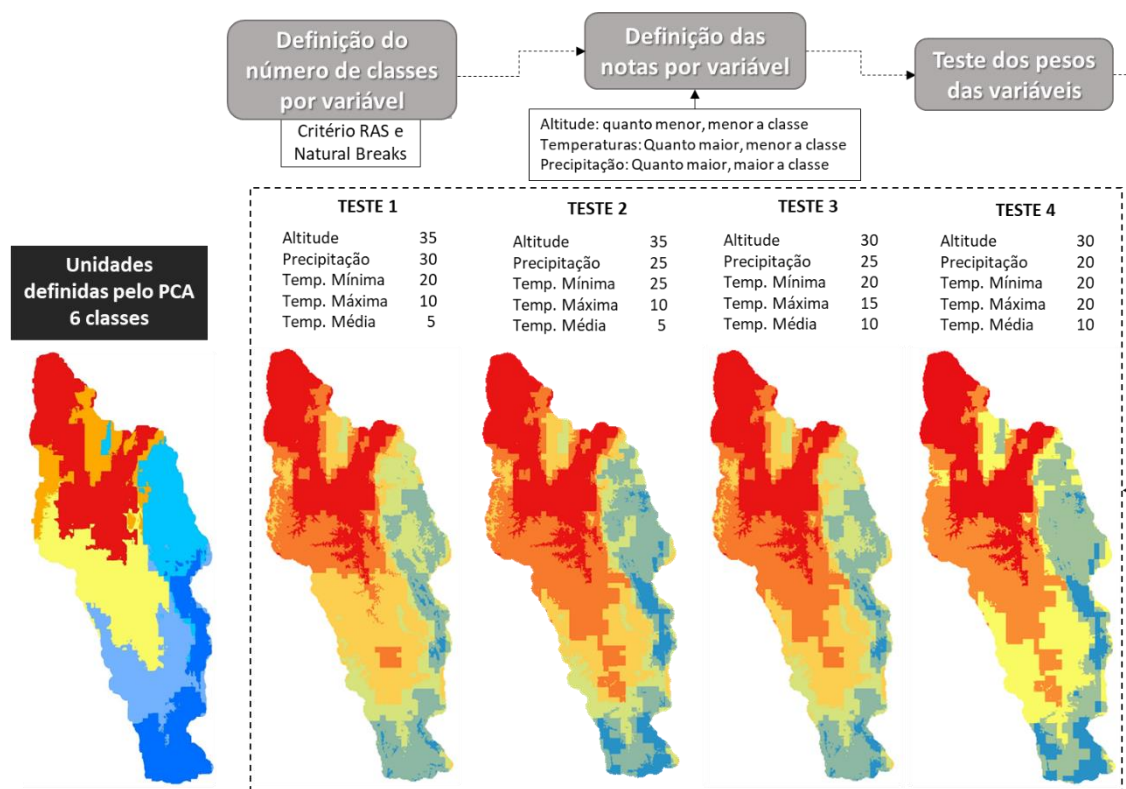 Definição do
número de classes
por variável
Critério RAS e
Natural Breaks
Definição das
notas por variável
Altitude: quanto menor, menor a classe
Temperaturas: Quanto maior, menor a classe
Precipitação: Quanto maior, maior a classe
Teste dos pesos
das variáveis
Unidades
definidas pelo PCA
6 classes
TESTE 1
Altitude 35
Precipitação 30
Temp. Mínima 20
Temp. Máxima 10
Temp. Média 5
TESTE 2
Altitude 35
Precipitação 25
Temp. Mínima 25
Temp. Máxima 10
Temp. Média 5
TESTE 3
Altitude 30
Precipitação 25
Temp. Mínima 20
Temp. Máxima 15
Temp. Média 10
TESTE 4
Altitude 30
Precipitação 20
Temp. Mínima 20
Temp. Máxima 20
Temp. Média 10